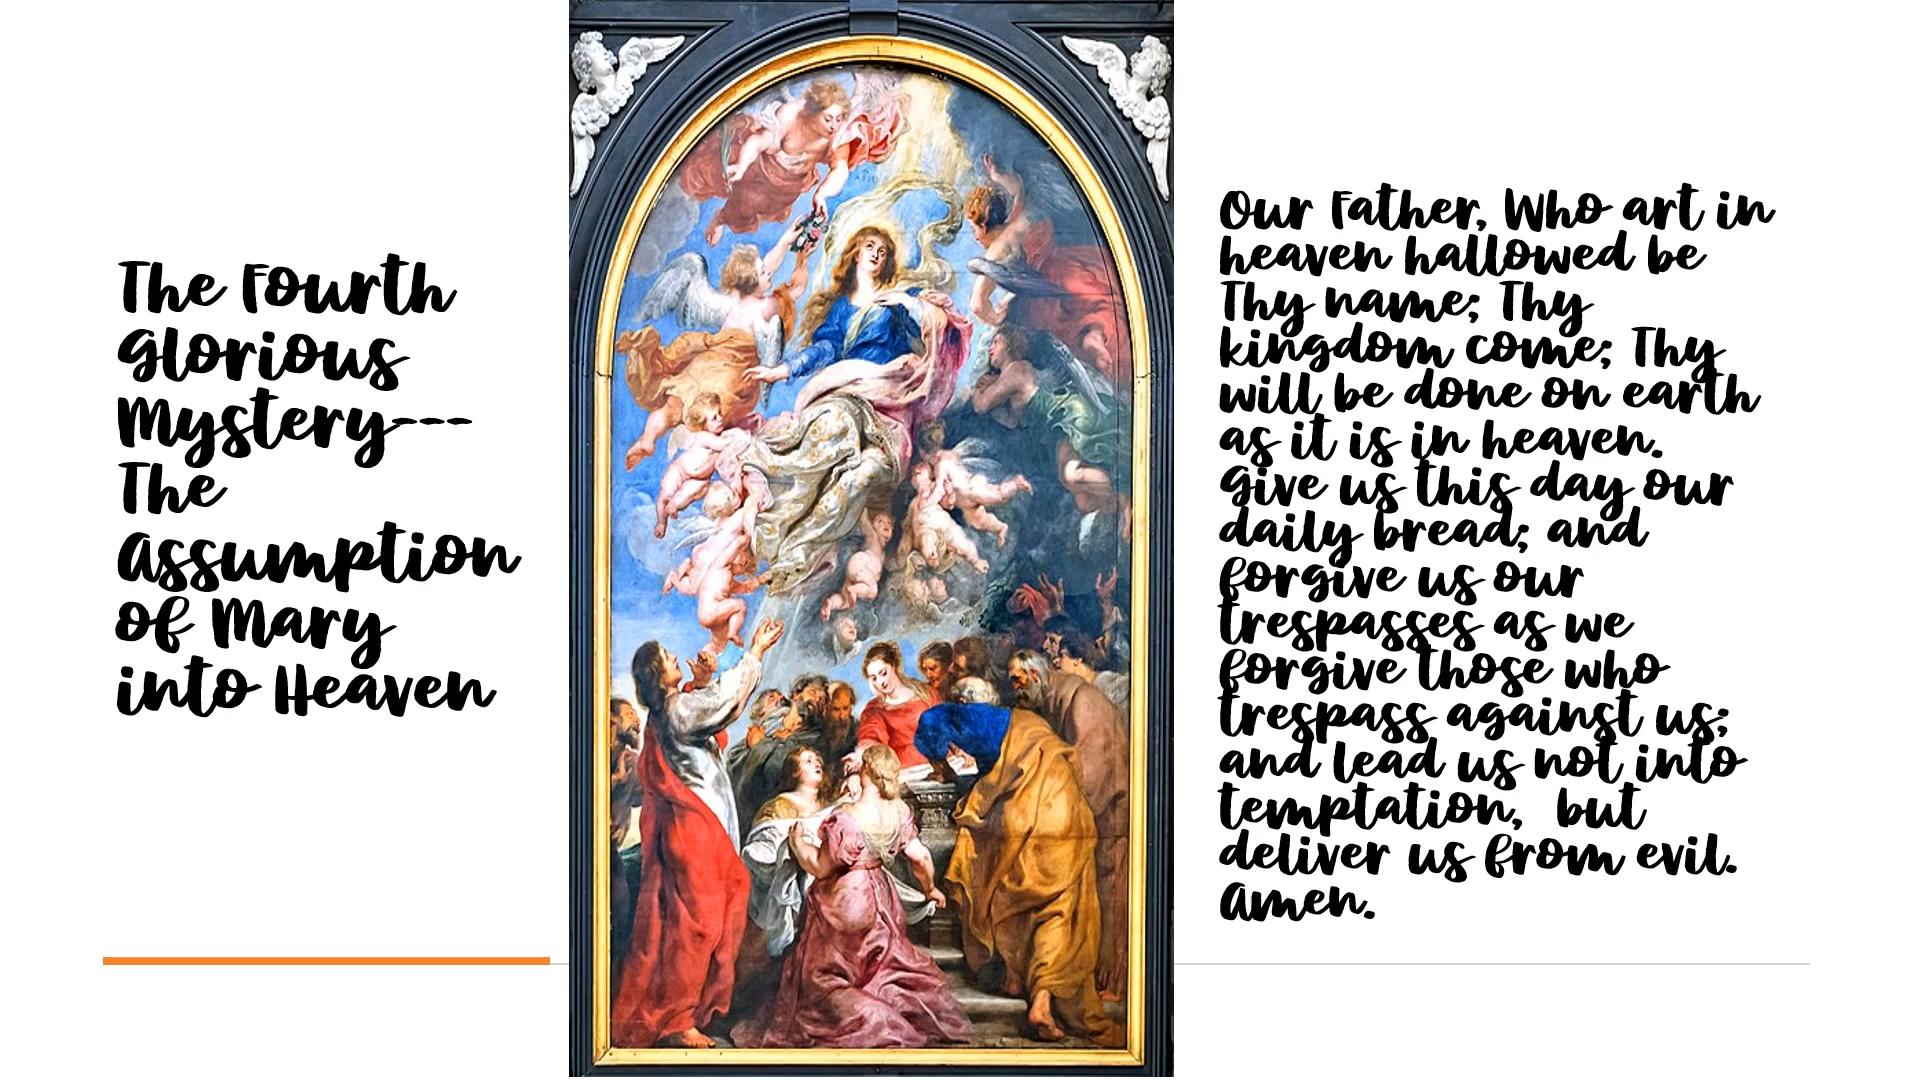 The Fourth
Glorious
Mystery---
The
Assumption
of Mary
into Heaven
Our Father, Who art in
heaven hallowed be
Thy name; Thy
kingdom come; Thy
will be done on earth
as it is in heaven.
Give us this day our
daily bread; and
forgive us our
trespasses as we
forgive those who
trespass against us;
and lead us not into
temptation,  but
deliver us from evil.
Amen.